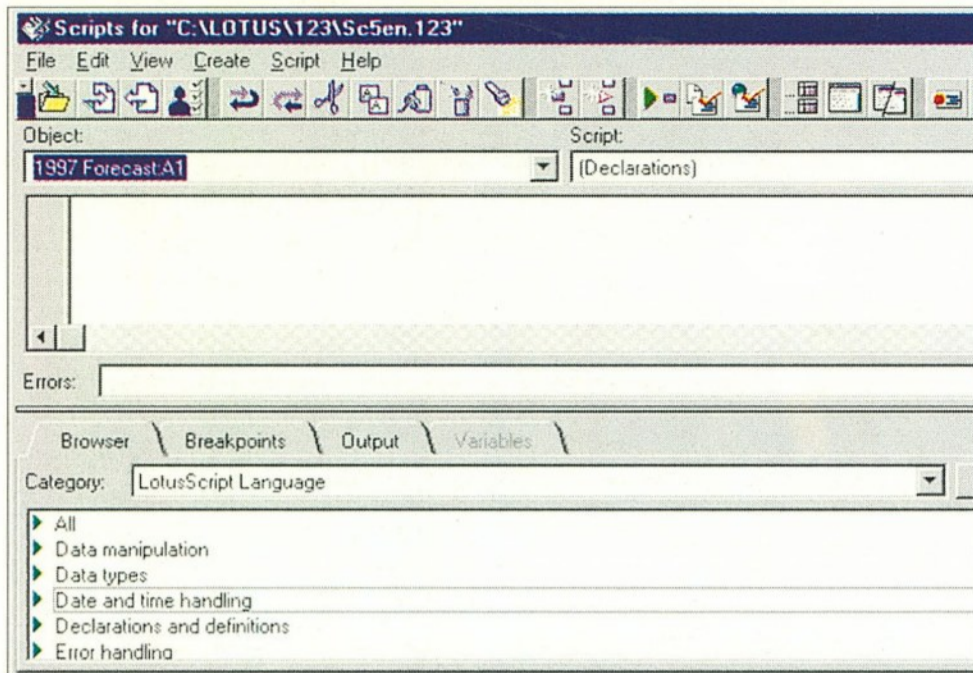 Scripts for "C:\LOTUS\123\Sc5en.123"
File Edit View Create Script Help
Object: Script:
1997 Forecast:A1 (Declarations)
Errors:
Browser Breakpoints Output Variables
Category: LotusScript Language
All
Data manipulation
Data types
Date and time handling
Declarations and definitions
Error handling